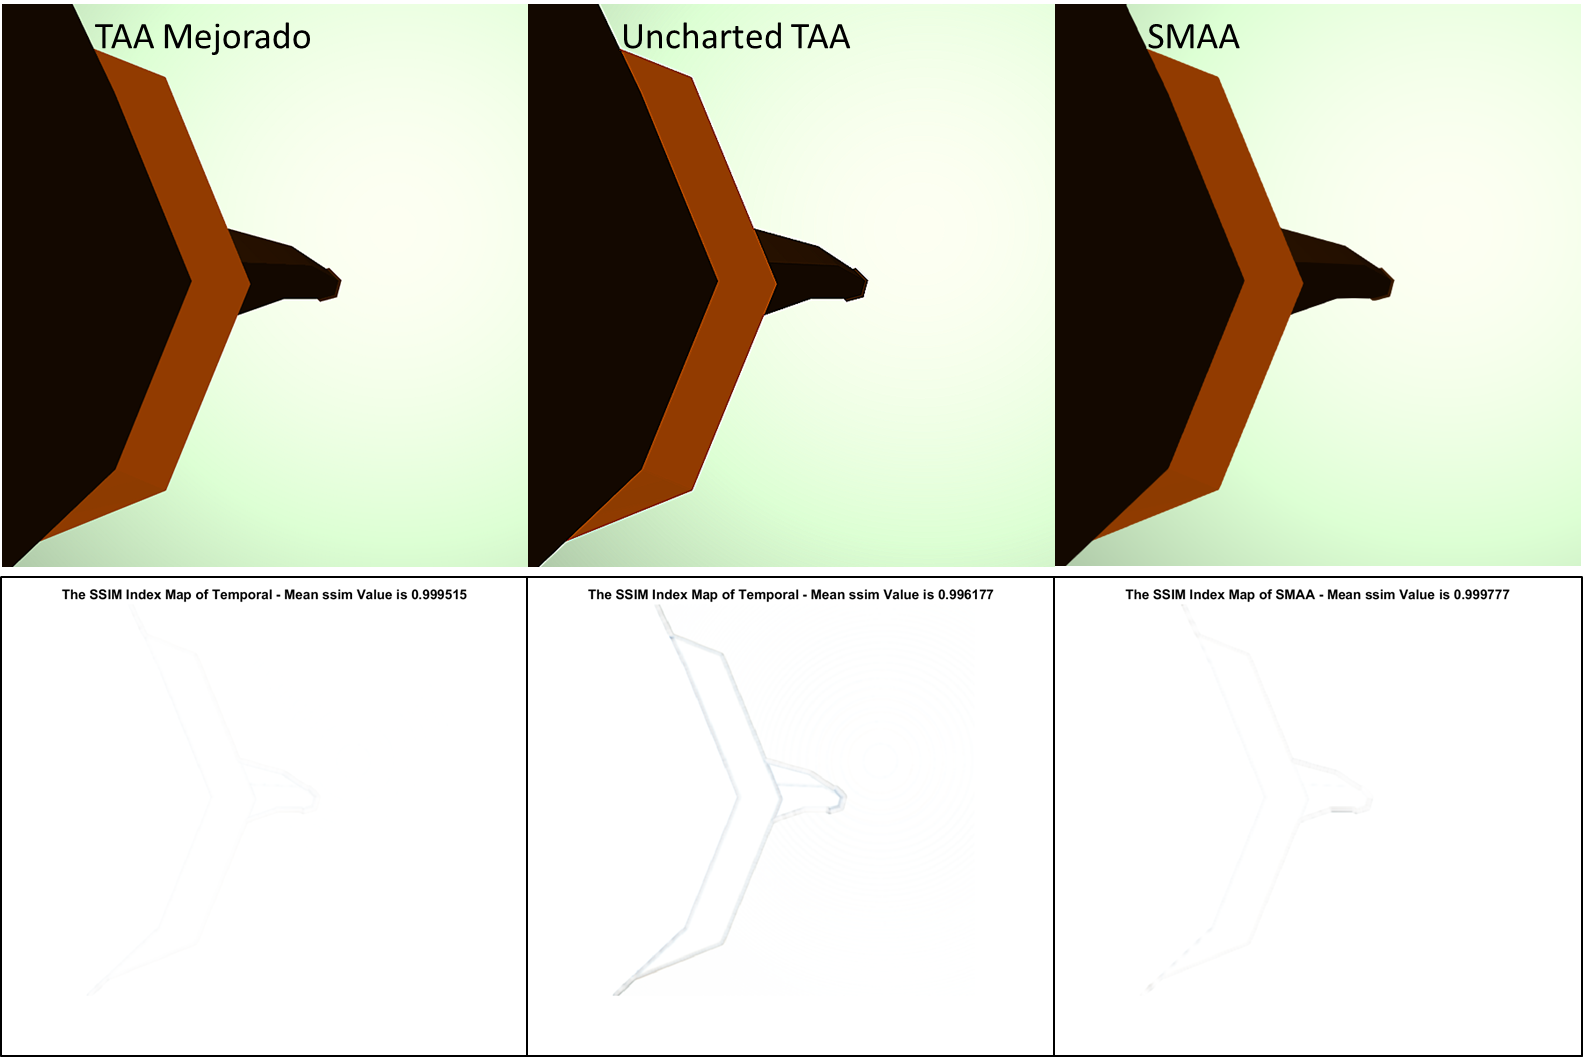 TAA Mejorado
Uncharted TAA
SMAA
The SSIM Index Map of Temporal - Mean ssim Value is 0.999515
The SSIM Index Map of Temporal - Mean ssim Value is 0.996177
The SSIM Index Map of SMAA - Mean ssim Value is 0.999777